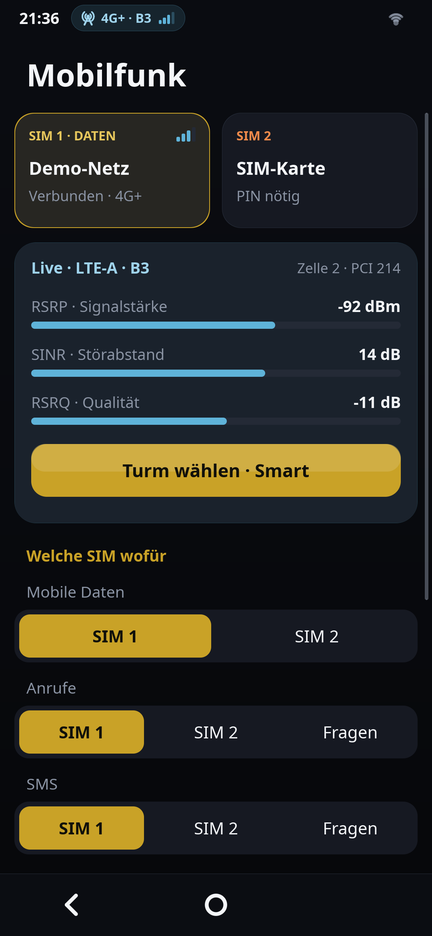 21:36 4G+ · B3
Mobilfunk
SIM 1 · DATEN
Demo-Netz
Verbunden · 4G+
SIM 2
SIM-Karte
PIN nötig
Live · LTE-A · B3 Zelle 2 · PCI 214
RSRP · Signalstärke -92 dBm
SINR · Störabstand 14 dB
RSRQ · Qualität -11 dB
Turm wählen · Smart
Welche SIM wofür
Mobile Daten
SIM 1 SIM 2
Anrufe
SIM 1 SIM 2 Fragen
SMS
SIM 1 SIM 2 Fragen